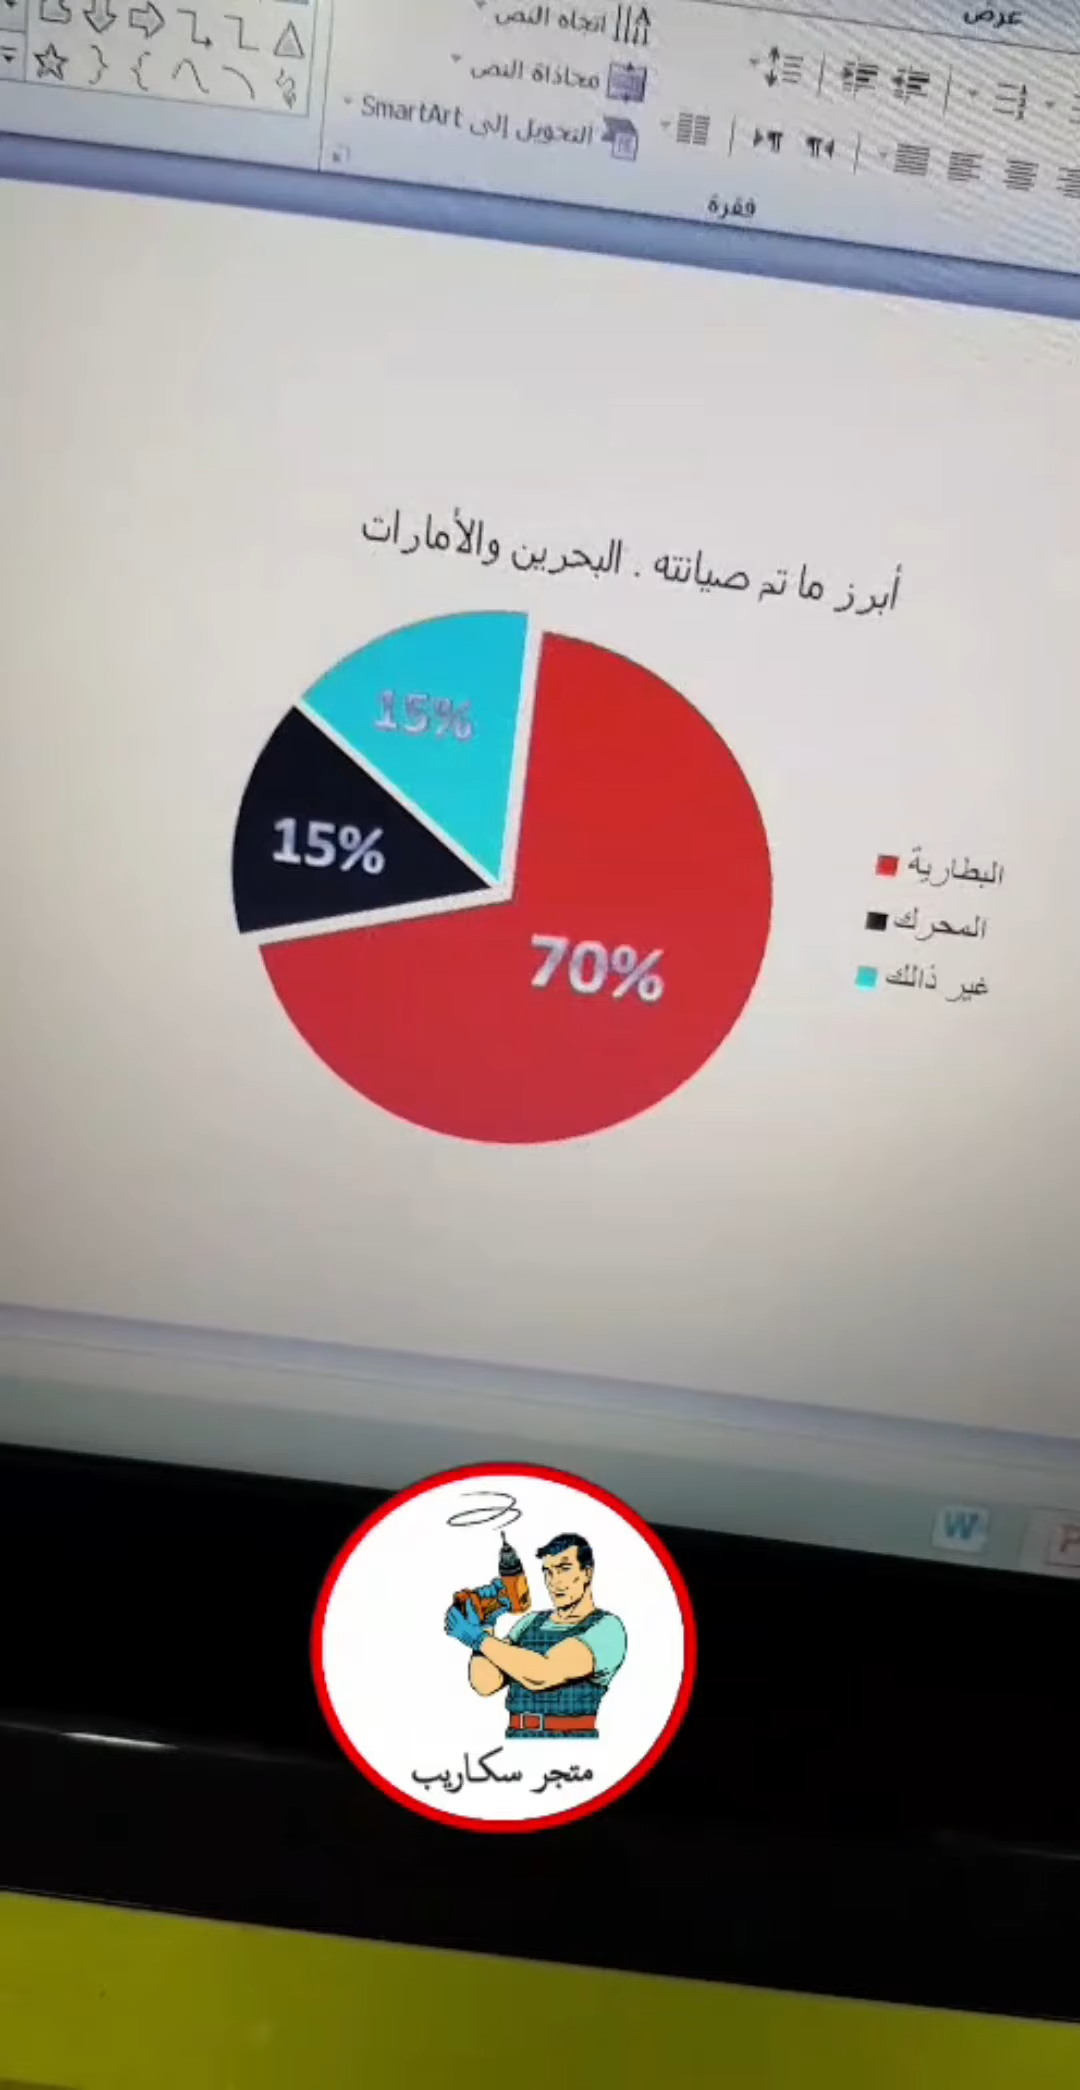 عرض
اتجاه النص
محاذاة النص
التحويل إلى SmartArt
فقرة
أبرز ما تم صيانته . البحرين والأمارات
15%
15%
70%
البطارية
المحرك
غير ذالك
W
P
متجر سكاريب